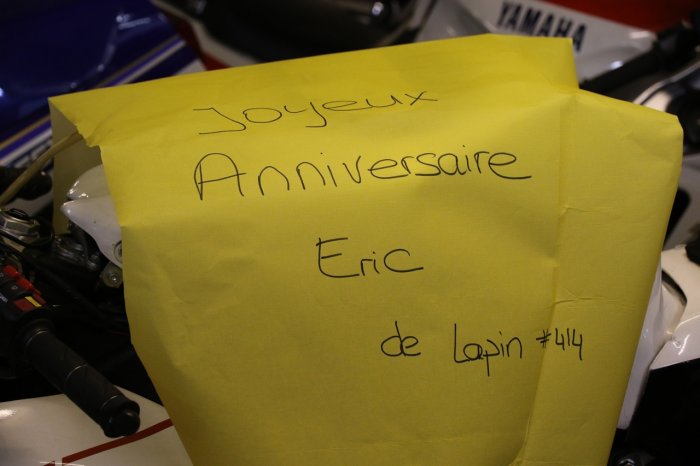 YAMAHA
Joyeux
Anniversaire
Eric
de Lapin #414